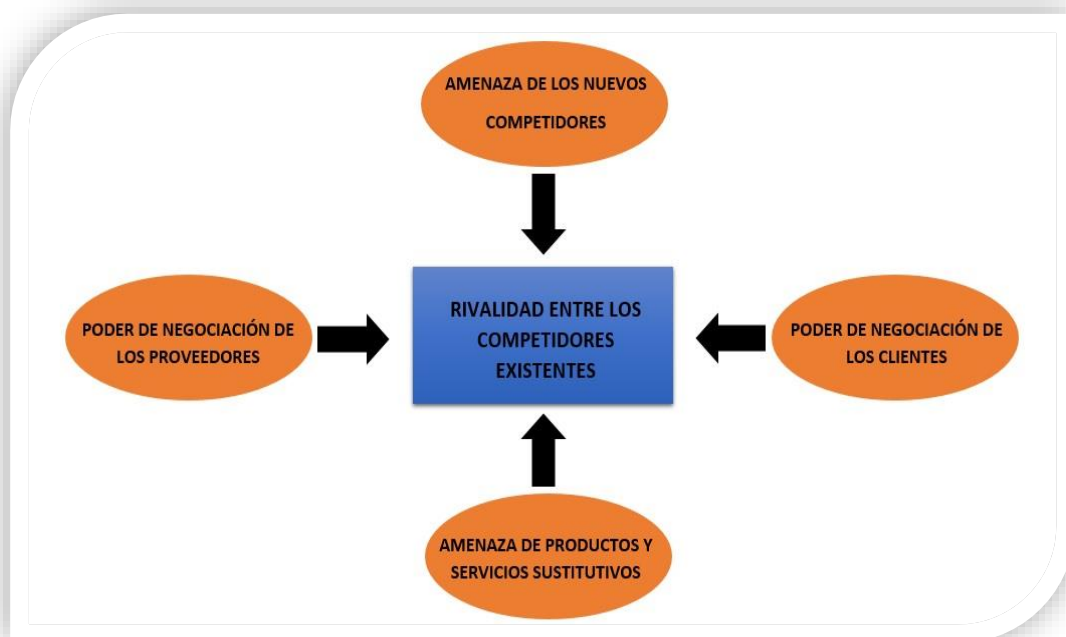 AMENAZA DE LOS NUEVOS
COMPETIDORES
PODER DE NEGOCIACIÓN DE
LOS PROVEEDORES
RIVALIDAD ENTRE LOS
COMPETIDORES
EXISTENTES
PODER DE NEGOCIACIÓN DE
LOS CLIENTES
AMENAZA DE PRODUCTOS Y
SERVICIOS SUSTITUTIVOS